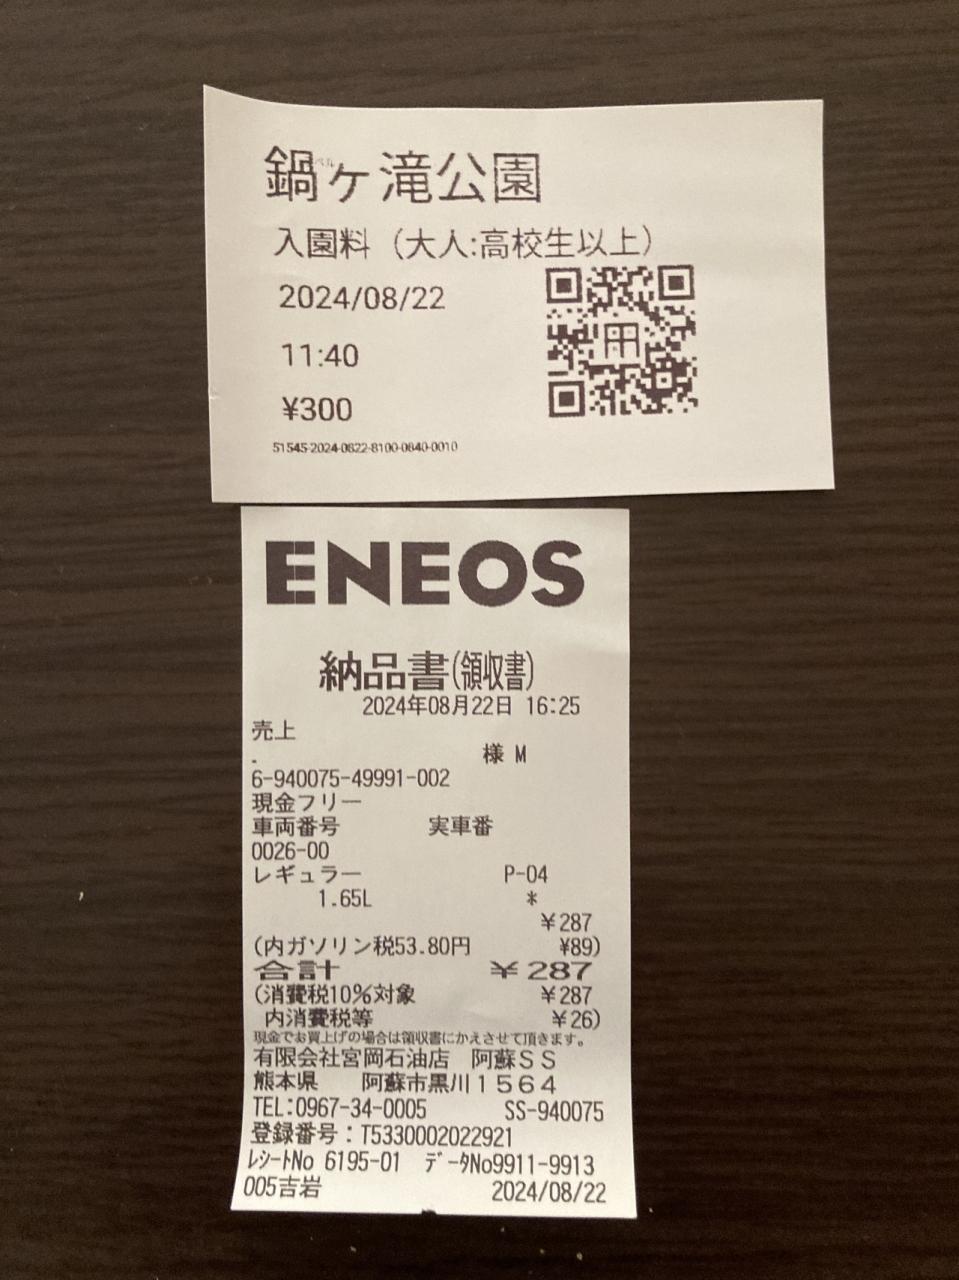 鍋ヶ滝公園
入園料（大人:高校生以上）
2024/08/22
11:40
¥300
51545-2024-0822-8100-0640-0010
ENEOS
納品書(領収書)
2024年08月22日 16:25
売上
. 様 M
6-940075-49991-002
現金フリー
車両番号 実車番
0026-00
レギュラー P-04
1.65L *
¥287
(内ガソリン税53.80円 ¥89)
合計 ¥287
(消費税10%対象 ¥287
内消費税等 ¥26)
現金でお買上げの場合は領収書にかえさせて頂きます。
有限会社宮岡石油店 阿蘇ＳＳ
熊本県 阿蘇市黒川１５６４
TEL:0967-34-0005 SS-940075
登録番号：T5330002022921
ﾚｼｰﾄNo 6195-01 ﾃﾞｰﾀNo9911-9913
005吉岩 2024/08/22